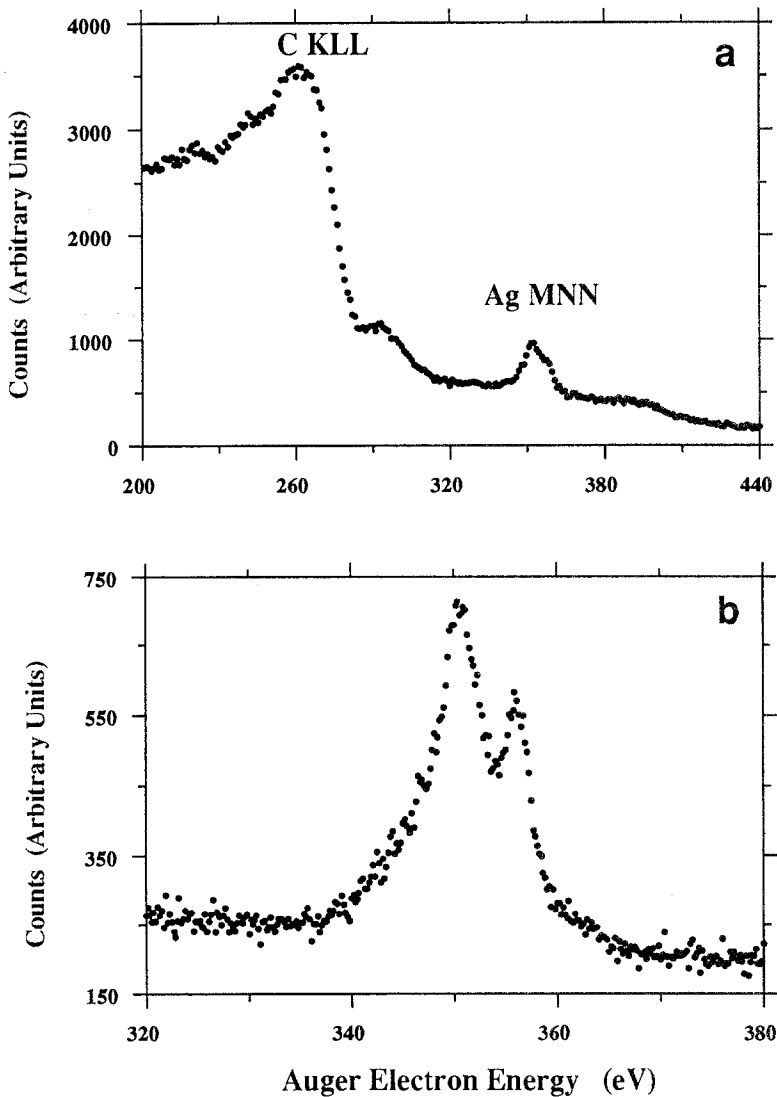 4000
C KLL
a
3000
2000
Counts (Arbitrary Units)
Ag MNN
1000
0
200
260
320
380
440
750
b
550
Counts (Arbitrary Units)
350
150
320
340
360
380
Auger Electron Energy (eV)